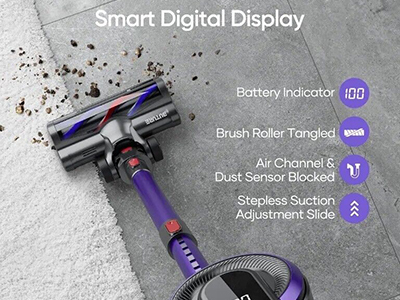 Smart Digital Display
Battery Indicator
100
Brush Roller Tangled
Air Channel &
Dust Sensor Blocked
Stepless Suction
Adjustment Slide